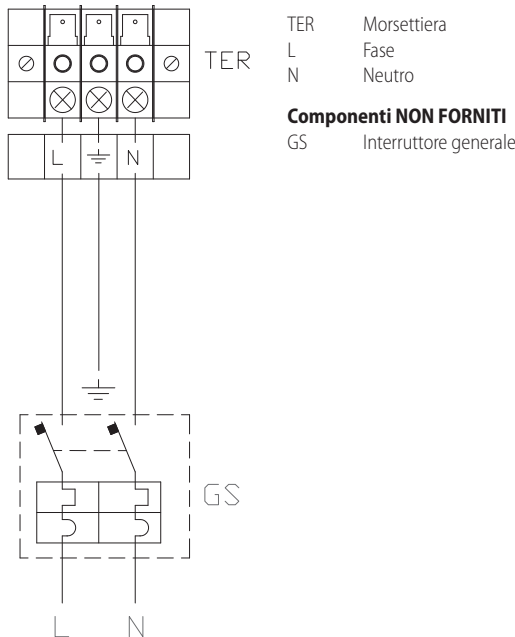 TER
TER Morsettiera
L Fase
N Neutro
Componenti NON FORNITI
GS Interruttore generale
L N
GS
L N